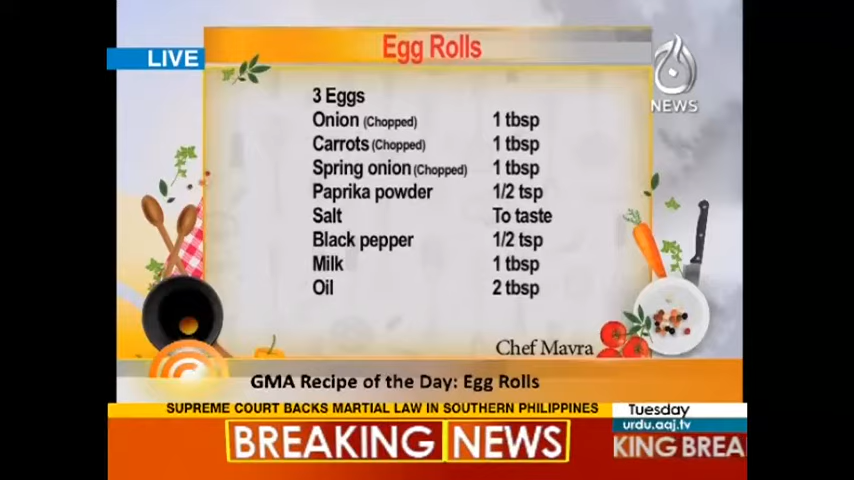 Egg Rolls
LIVE
NEWS
3 Eggs
Onion (Chopped) 1 tbsp
Carrots (Chopped) 1 tbsp
Spring onion (Chopped) 1 tbsp
Paprika powder 1/2 tsp
Salt To taste
Black pepper 1/2 tsp
Milk 1 tbsp
Oil 2 tbsp
Chef Mavra
GMA Recipe of the Day: Egg Rolls
SUPREME COURT BACKS MARTIAL LAW IN SOUTHERN PHILIPPINES
Tuesday
urdu.aaj.tv
BREAKING NEWS
KING BREA